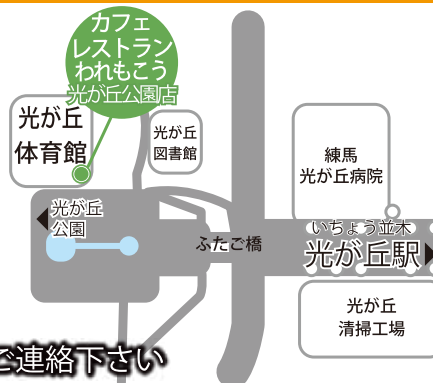 カフェ
レストラン
われもこう
光が丘公園店
光が丘
体育館
光が丘
図書館
練馬
光が丘病院
光が丘
公園
ふたご橋
いちょう並木
光が丘駅
光が丘
清掃工場
ご連絡下さい